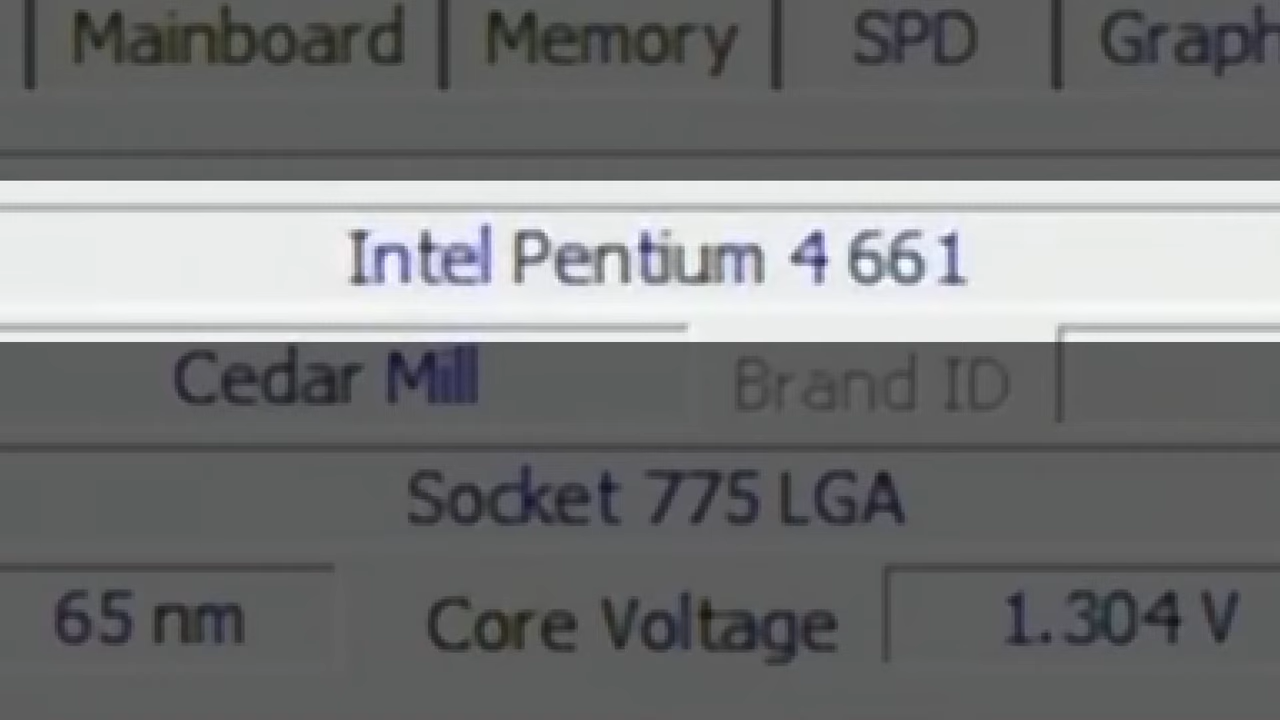 Mainboard Memory SPD Graph
Intel Pentium 4 661
Cedar Mill Brand ID
Socket 775 LGA
65 nm Core Voltage 1.304 V